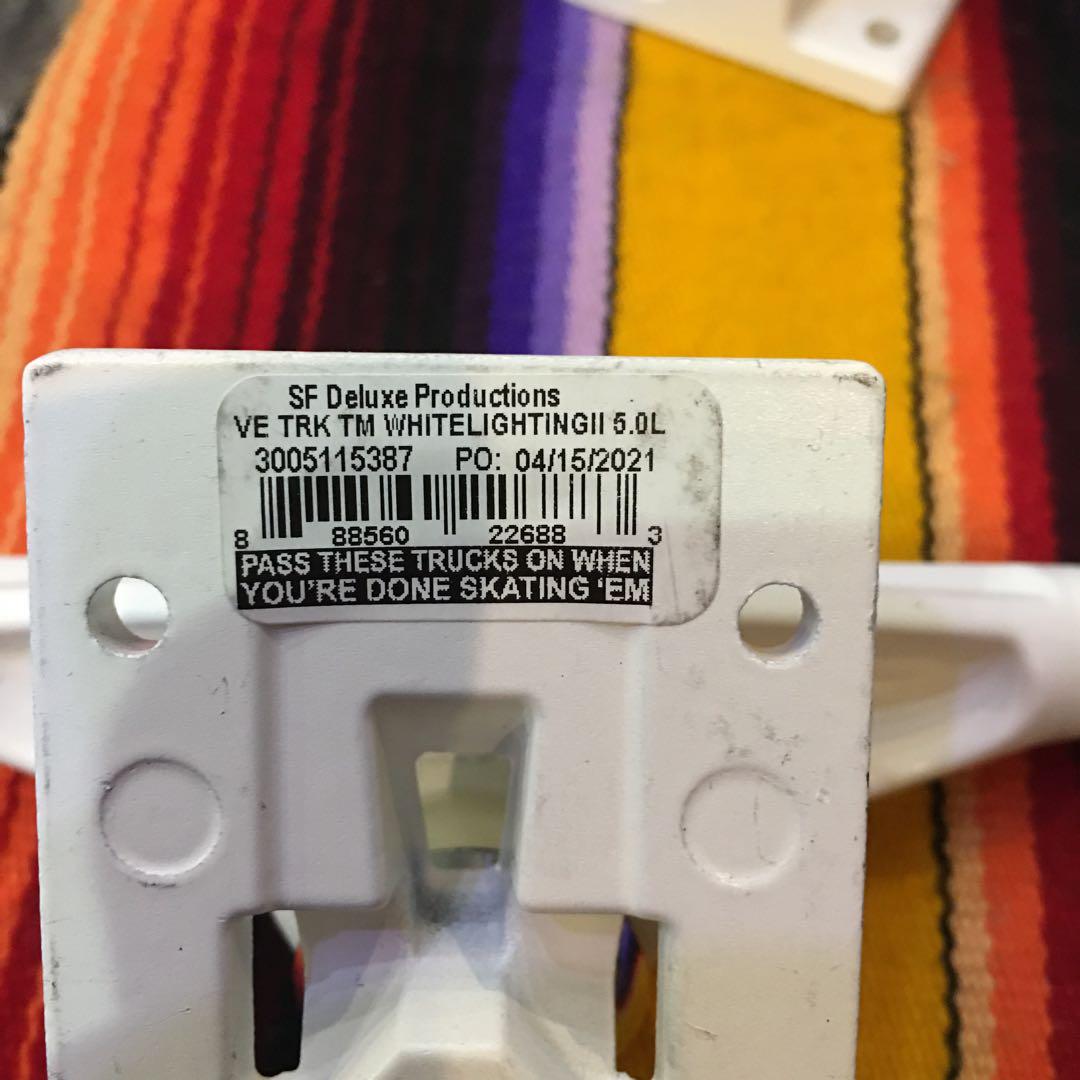 SF Deluxe Productions
VE TRK TM WHITELIGHTINGII 5.0L
3005115387 PO: 04/15/2021
8 88560 22688 3
PASS THESE TRUCKS ON WHEN
YOU'RE DONE SKATING 'EM